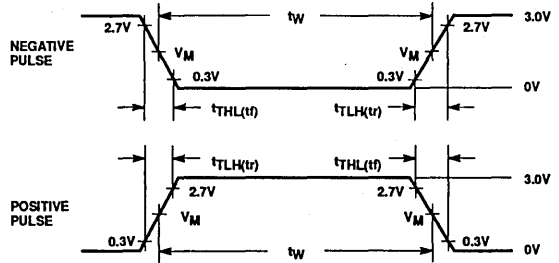 tW
2.7V
2.7V
3.0V
NEGATIVE
PULSE
VM
VM
0.3V
0.3V
0V
tTHL(tf)
tTLH(tr)
tTLH(tr)
tTHL(tf)
3.0V
2.7V
2.7V
POSITIVE
PULSE
VM
VM
0.3V
0.3V
0V
tW